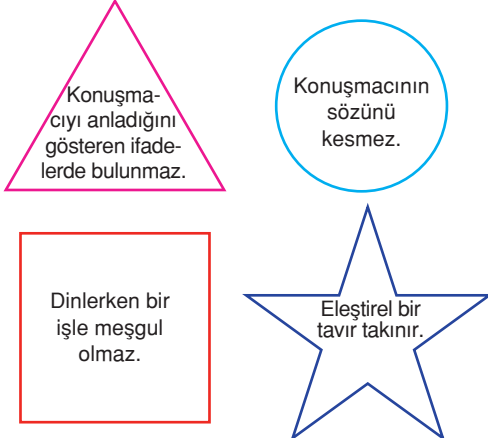 Konuşma-
cıyı anladığını
gösteren ifade-
lerde bulunmaz.
Konuşmacının
sözünü
kesmez.
Dinlerken bir
işle meşgul
olmaz.
Eleştirel bir
tavır takınır.